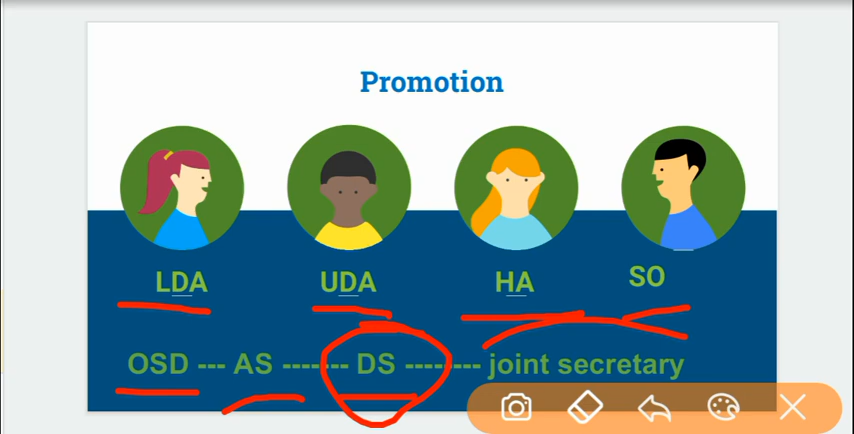 Promotion
LDA UDA HA SO
OSD --- AS ------- DS -------- joint secretary